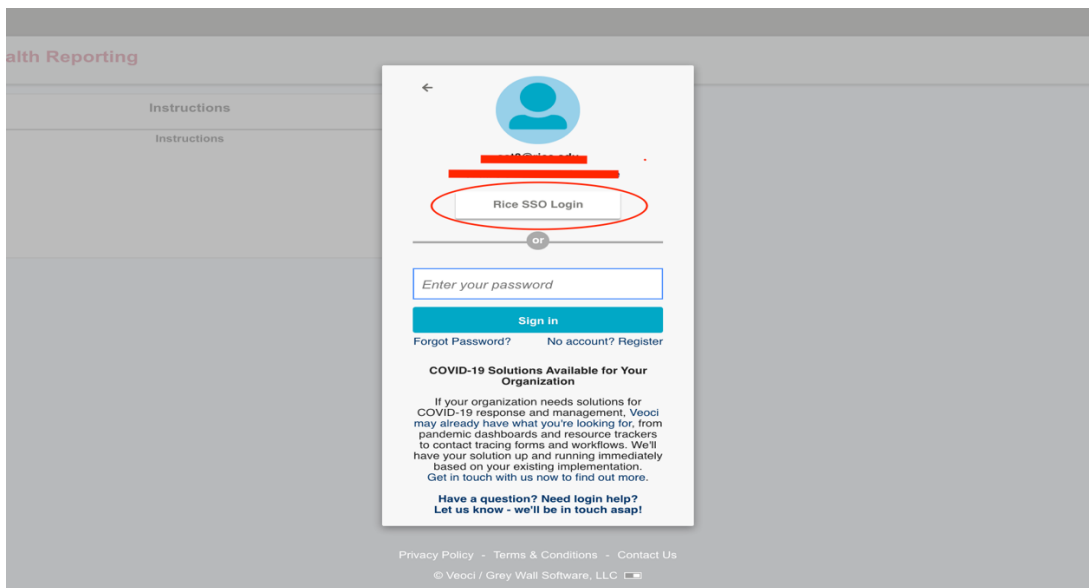 alth Reporting
Instructions
Instructions
Rice SSO Login
or
Enter your password
Sign in
Forgot Password? No account? Register
COVID-19 Solutions Available for Your
Organization
If your organization needs solutions for
COVID-19 response and management, Veoci
may already have what you're looking for, from
pandemic dashboards and resource trackers
to contact tracing forms and workflows. We'll
have your solution up and running immediately
based on your existing implementation.
Get in touch with us now to find out more.
Have a question? Need login help?
Let us know - we'll be in touch asap!
Privacy Policy - Terms & Conditions - Contact Us
© Veoci / Grey Wall Software, LLC